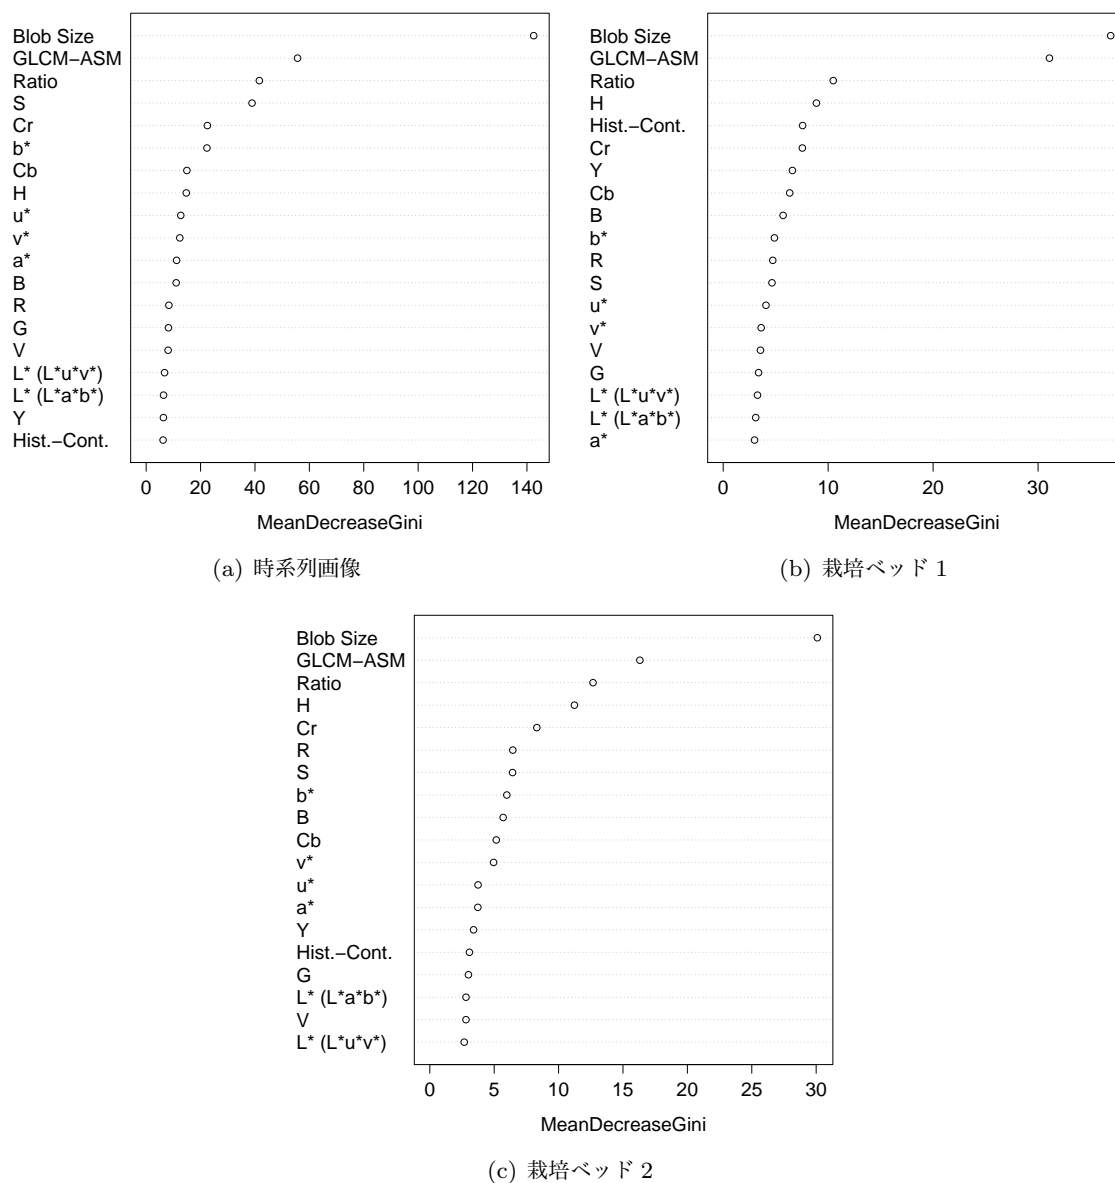 Blob Size
GLCM−ASM
Ratio
S
Cr
b*
Cb
H
u*
v*
a*
B
R
G
V
L* (L*u*v*)
L* (L*a*b*)
Y
Hist.−Cont.
0 20 40 60 80 100 120 140
MeanDecreaseGini
(a) 時系列画像
Blob Size
GLCM−ASM
Ratio
H
Hist.−Cont.
Cr
Y
Cb
B
b*
R
S
u*
v*
V
G
L* (L*u*v*)
L* (L*a*b*)
a*
0 10 20 30
MeanDecreaseGini
(b) 栽培ベッド 1
Blob Size
GLCM−ASM
Ratio
H
Cr
R
S
b*
B
Cb
v*
u*
a*
Y
Hist.−Cont.
G
L* (L*a*b*)
V
L* (L*u*v*)
0 5 10 15 20 25 30
MeanDecreaseGini
(c) 栽培ベッド 2